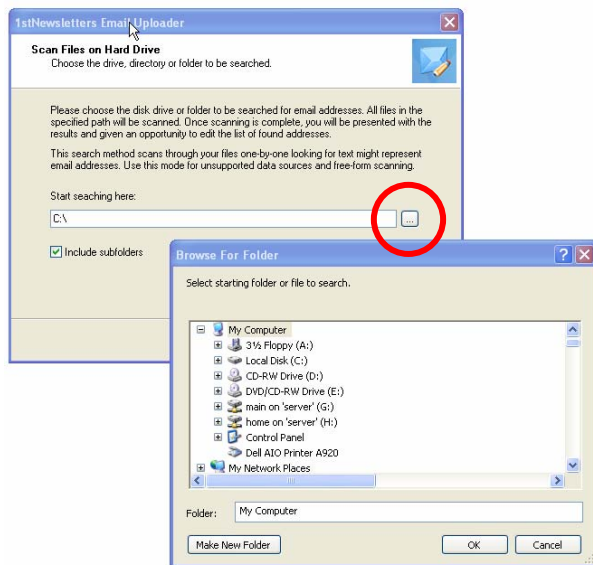 1stNewsletters Email Uploader
Scan Files on Hard Drive
Choose the drive, directory or folder to be searched.
Please choose the disk drive or folder to be searched for email addresses. All files in the
specified path will be scanned. Once scanning is complete, you will be presented with the
results and given an opportunity to edit the list of found addresses.
This search method scans through your files one-by-one looking for text might represent
email addresses. Use this mode for unsupported data sources and free-form scanning.
Start seaching here:
C:\
...
Include subfolders
Browse For Folder
Select starting folder or file to search.
My Computer
3½ Floppy (A:)
Local Disk (C:)
CD-RW Drive (D:)
DVD/CD-RW Drive (E:)
main on 'server' (G:)
home on 'server' (H:)
Control Panel
Dell AIO Printer A920
My Network Places
Folder: My Computer
Make New Folder OK Cancel